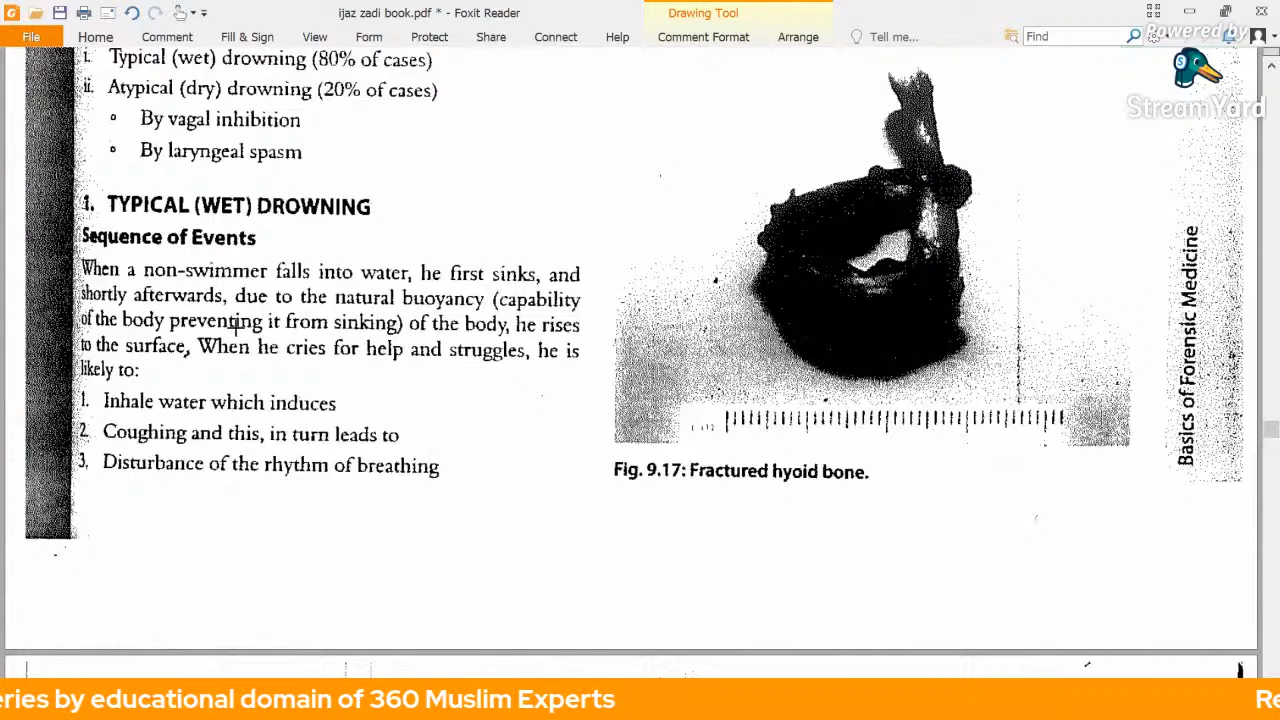 ijaz zadi book.pdf * - Foxit Reader
Drawing Tool
File
Home
Comment
Fill & Sign
View
Form
Protect
Share
Connect
Help
Comment Format
Arrange
Tell me...
Find
Powered by
StreamYard
i. Typical (wet) drowning (80% of cases)
ii. Atypical (dry) drowning (20% of cases)
By vagal inhibition
By laryngeal spasm
1. TYPICAL (WET) DROWNING
Sequence of Events
When a non-swimmer falls into water, he first sinks, and
shortly afterwards, due to the natural buoyancy (capability
of the body preventing it from sinking) of the body, he rises
to the surface, When he cries for help and struggles, he is
likely to:
1. Inhale water which induces
2. Coughing and this, in turn leads to
3. Disturbance of the rhythm of breathing
Fig. 9.17: Fractured hyoid bone.
Basics of Forensic Medicine
eries by educational domain of 360 Muslim Experts
Re